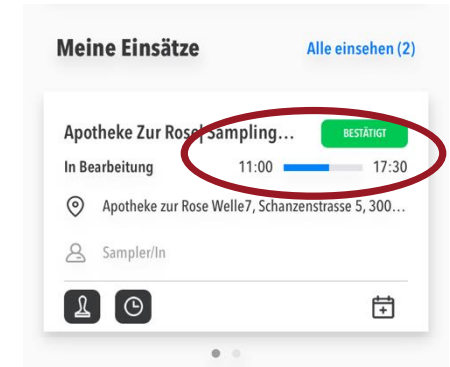 Meine Einsätze Alle einsehen (2)
Apotheke Zur Rose| Sampling... BESTÄTIGT
In Bearbeitung 11:00 17:30
Apotheke zur Rose Welle7, Schanzenstrasse 5, 300...
Sampler/In